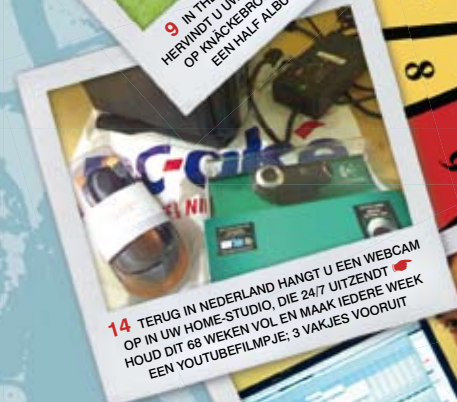 9 IN TH
HERVINDT U UW
OP KNÄCKEBRO
EEN HALF ALBU
8
14 TERUG IN NEDERLAND HANGT U EEN WEBCAM
OP IN UW HOME-STUDIO, DIE 24/7 UITZENDT
HOUD DIT 68 WEKEN VOL EN MAAK IEDERE WEEK
EEN YOUTUBEFILMPJE; 3 VAKJES VOORUIT